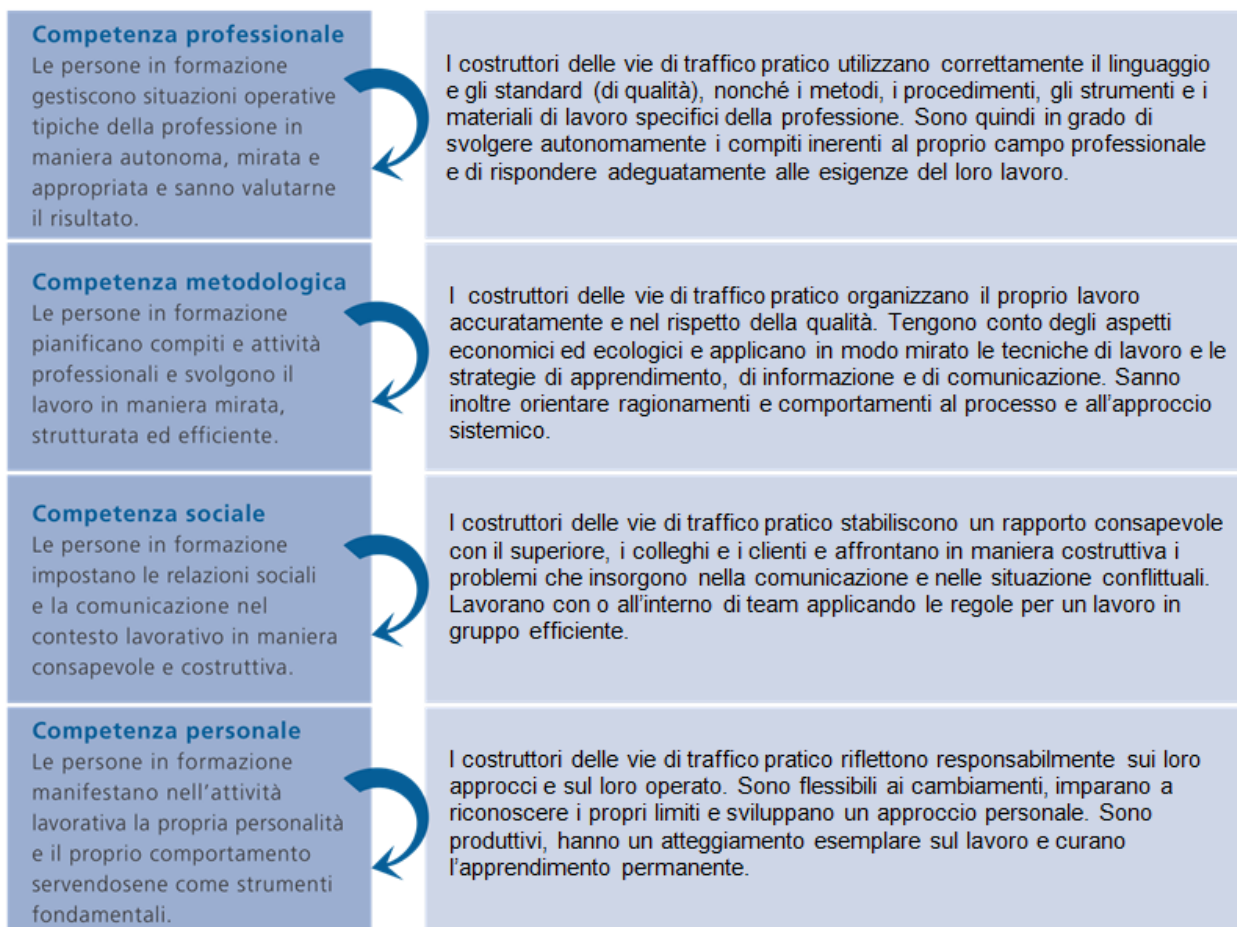 Competenza professionale
Le persone in formazione
gestiscono situazioni operative
tipiche della professione in
maniera autonoma, mirata e
appropriata e sanno valutarne
il risultato.
I costruttori delle vie di traffico pratico utilizzano correttamente il linguaggio
e gli standard (di qualità), nonché i metodi, i procedimenti, gli strumenti e i
materiali di lavoro specifici della professione. Sono quindi in grado di
svolgere autonomamente i compiti inerenti al proprio campo professionale
e di rispondere adeguatamente alle esigenze del loro lavoro.
Competenza metodologica
Le persone in formazione
pianificano compiti e attività
professionali e svolgono il
lavoro in maniera mirata,
strutturata ed efficiente.
I costruttori delle vie di traffico pratico organizzano il proprio lavoro
accuratamente e nel rispetto della qualità. Tengono conto degli aspetti
economici ed ecologici e applicano in modo mirato le tecniche di lavoro e le
strategie di apprendimento, di informazione e di comunicazione. Sanno
inoltre orientare ragionamenti e comportamenti al processo e all'approccio
sistemico.
Competenza sociale
Le persone in formazione
impostano le relazioni sociali
e la comunicazione nel
contesto lavorativo in maniera
consapevole e costruttiva.
I costruttori delle vie di traffico pratico stabiliscono un rapporto consapevole
con il superiore, i colleghi e i clienti e affrontano in maniera costruttiva i
problemi che insorgono nella comunicazione e nelle situazione conflittuali.
Lavorano con o all'interno di team applicando le regole per un lavoro in
gruppo efficiente.
Competenza personale
Le persone in formazione
manifestano nell'attività
lavorativa la propria personalità
e il proprio comportamento
servendosene come strumenti
fondamentali.
I costruttori delle vie di traffico pratico riflettono responsabilmente sui loro
approcci e sul loro operato. Sono flessibili ai cambiamenti, imparano a
riconoscere i propri limiti e sviluppano un approccio personale. Sono
produttivi, hanno un atteggiamento esemplare sul lavoro e curano
l'apprendimento permanente.